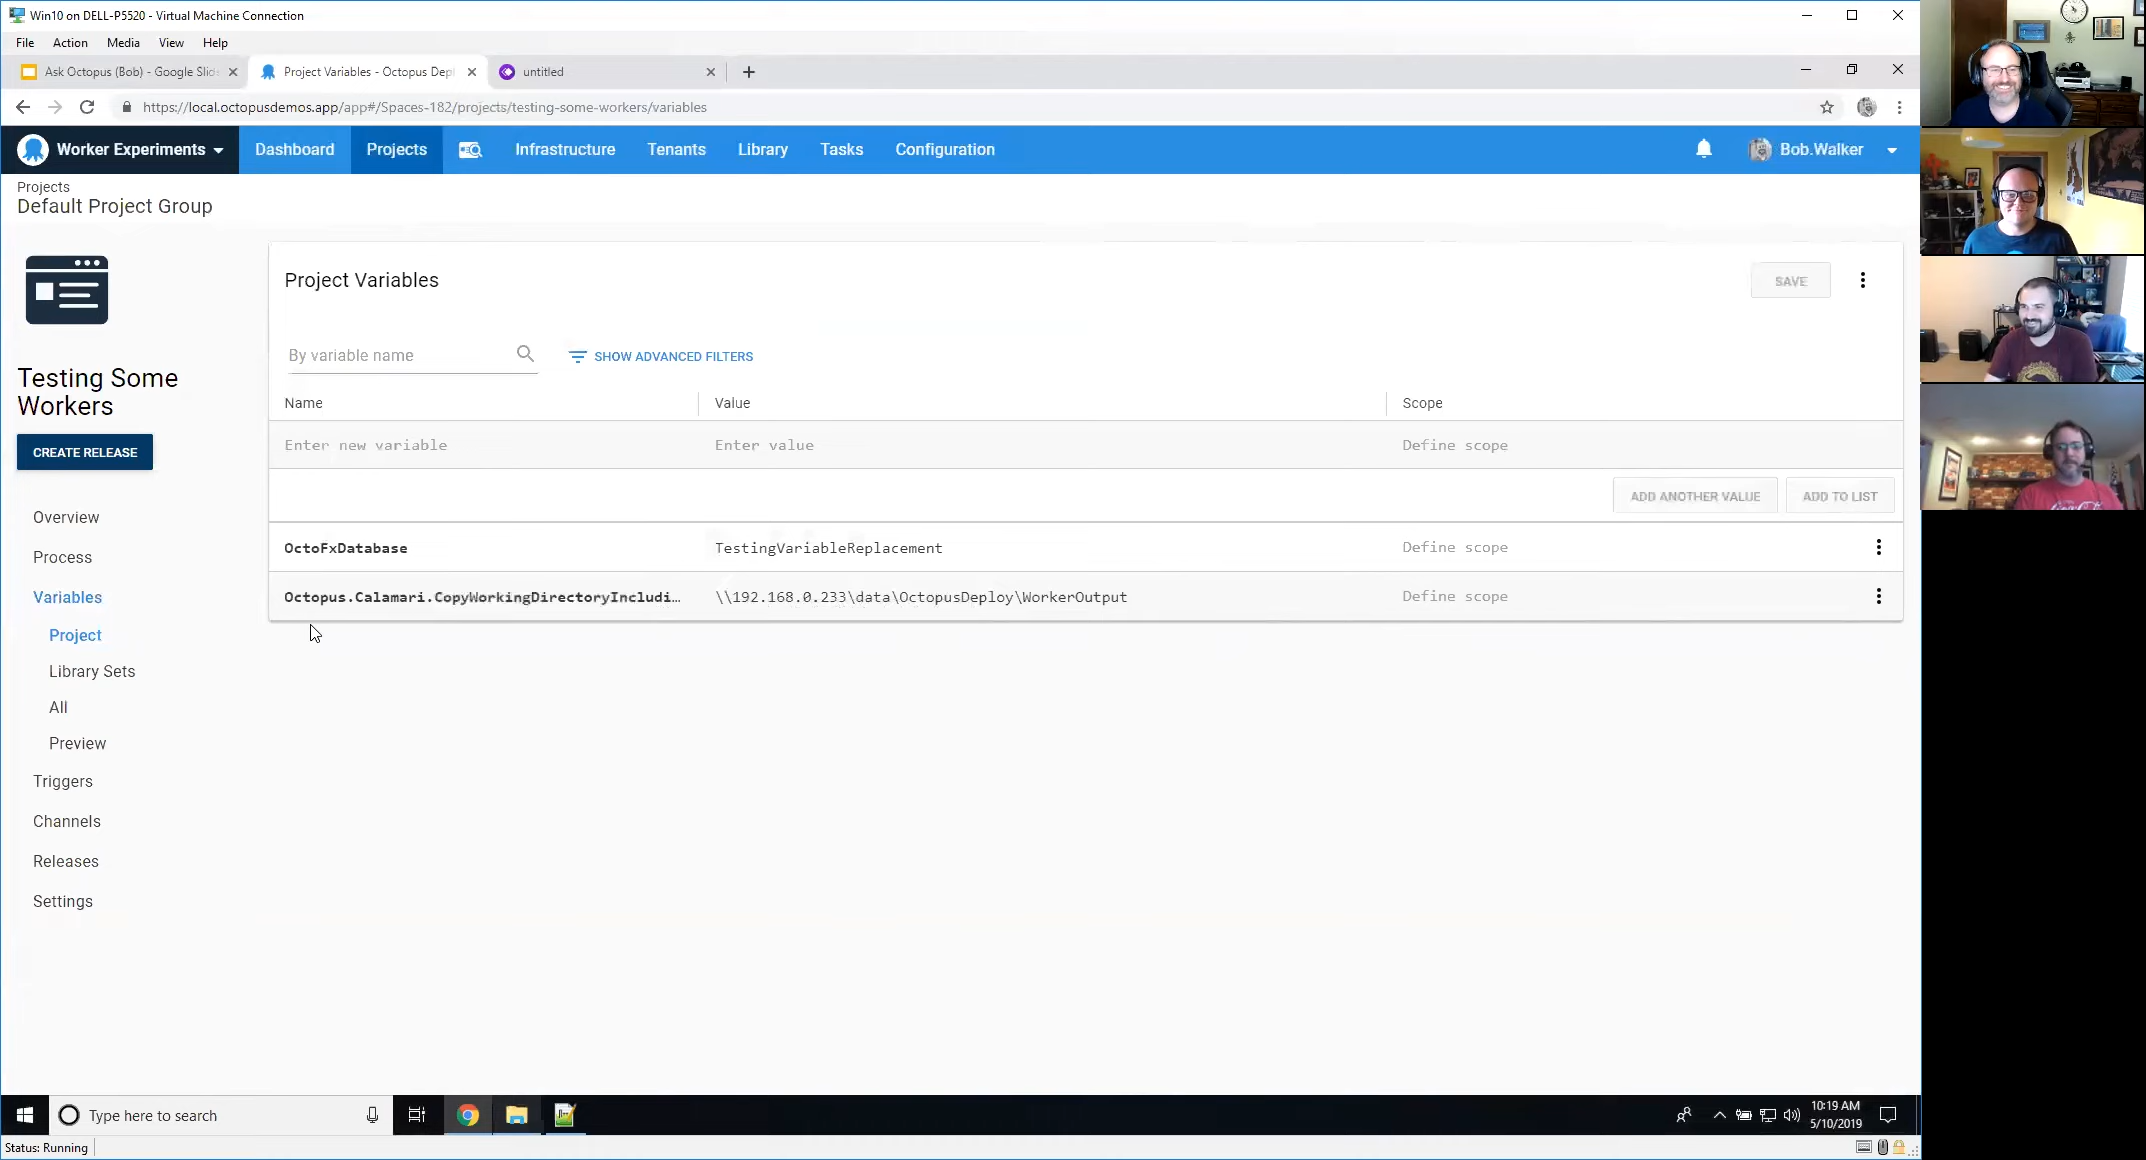 Win10 on DELL-P5520 - Virtual Machine Connection
File Action Media View Help
Ask Octopus (Bob) - Google Slide
Project Variables - Octopus Depl
untitled
https://local.octopusdemos.app/app#/Spaces-182/projects/testing-some-workers/variables
Worker Experiments Dashboard Projects Infrastructure Tenants Library Tasks Configuration Bob.Walker
Projects
Default Project Group
Testing Some
Workers
CREATE RELEASE
Overview
Process
Variables
Project
Library Sets
All
Preview
Triggers
Channels
Releases
Settings
Project Variables
SAVE
By variable name
SHOW ADVANCED FILTERS
Name Value Scope
Enter new variable Enter value Define scope
ADD ANOTHER VALUE ADD TO LIST
OctoFxDatabase TestingVariableReplacement Define scope
Octopus.Calamari.CopyWorkingDirectoryIncludi… \\192.168.0.233\data\OctopusDeploy\WorkerOutput Define scope
Type here to search
10:19 AM
5/10/2019
Status: Running